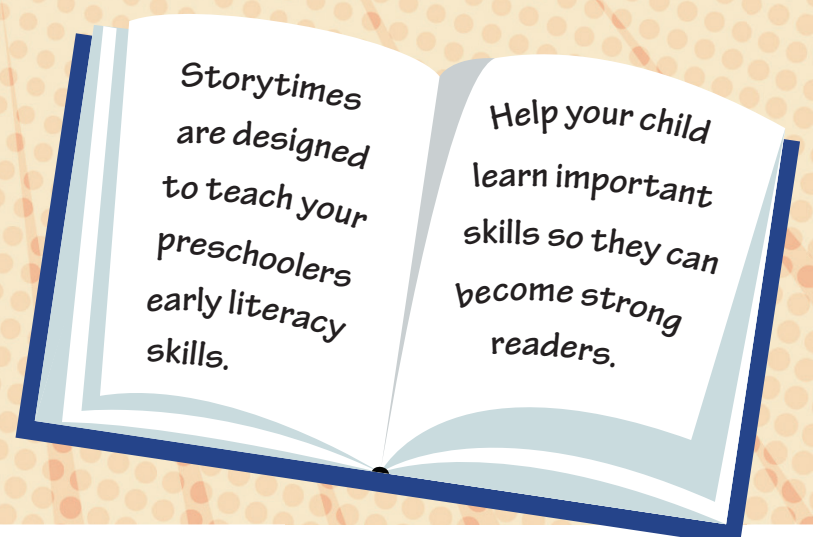 Storytimes
are designed
to teach your
preschoolers
early literacy
skills.
Help your child
learn important
skills so they can
become strong
readers.